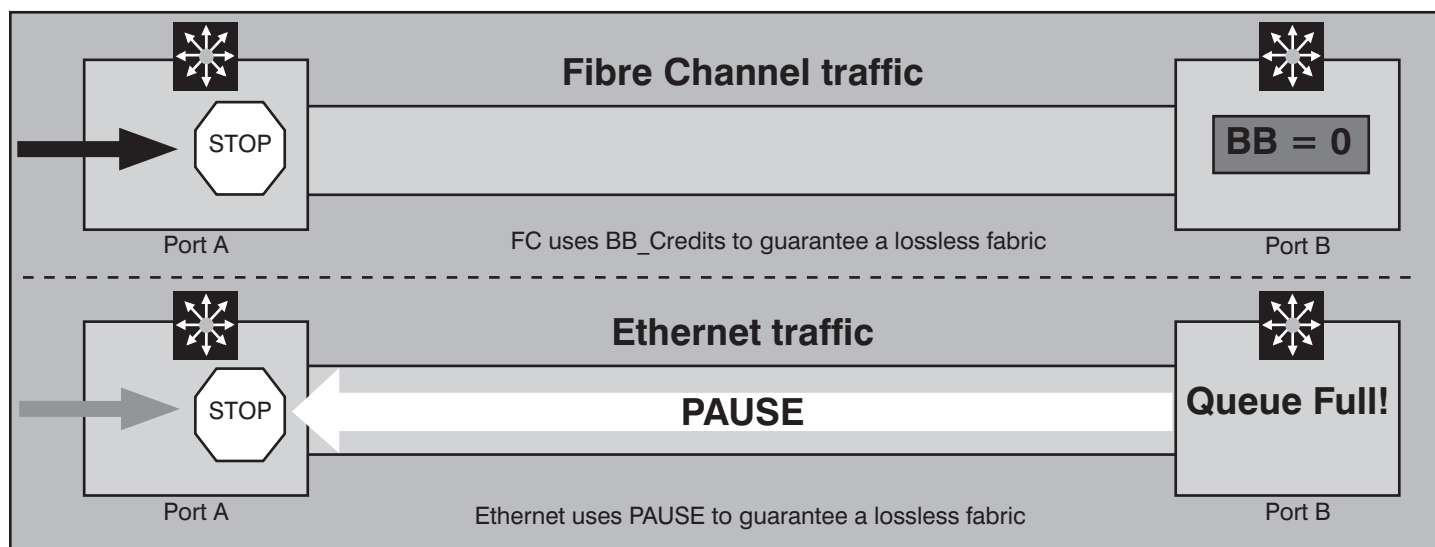 Fibre Channel traffic
STOP
BB = 0
Port A
FC uses BB_Credits to guarantee a lossless fabric
Port B
Ethernet traffic
STOP
PAUSE
Queue Full!
Port A
Ethernet uses PAUSE to guarantee a lossless fabric
Port B